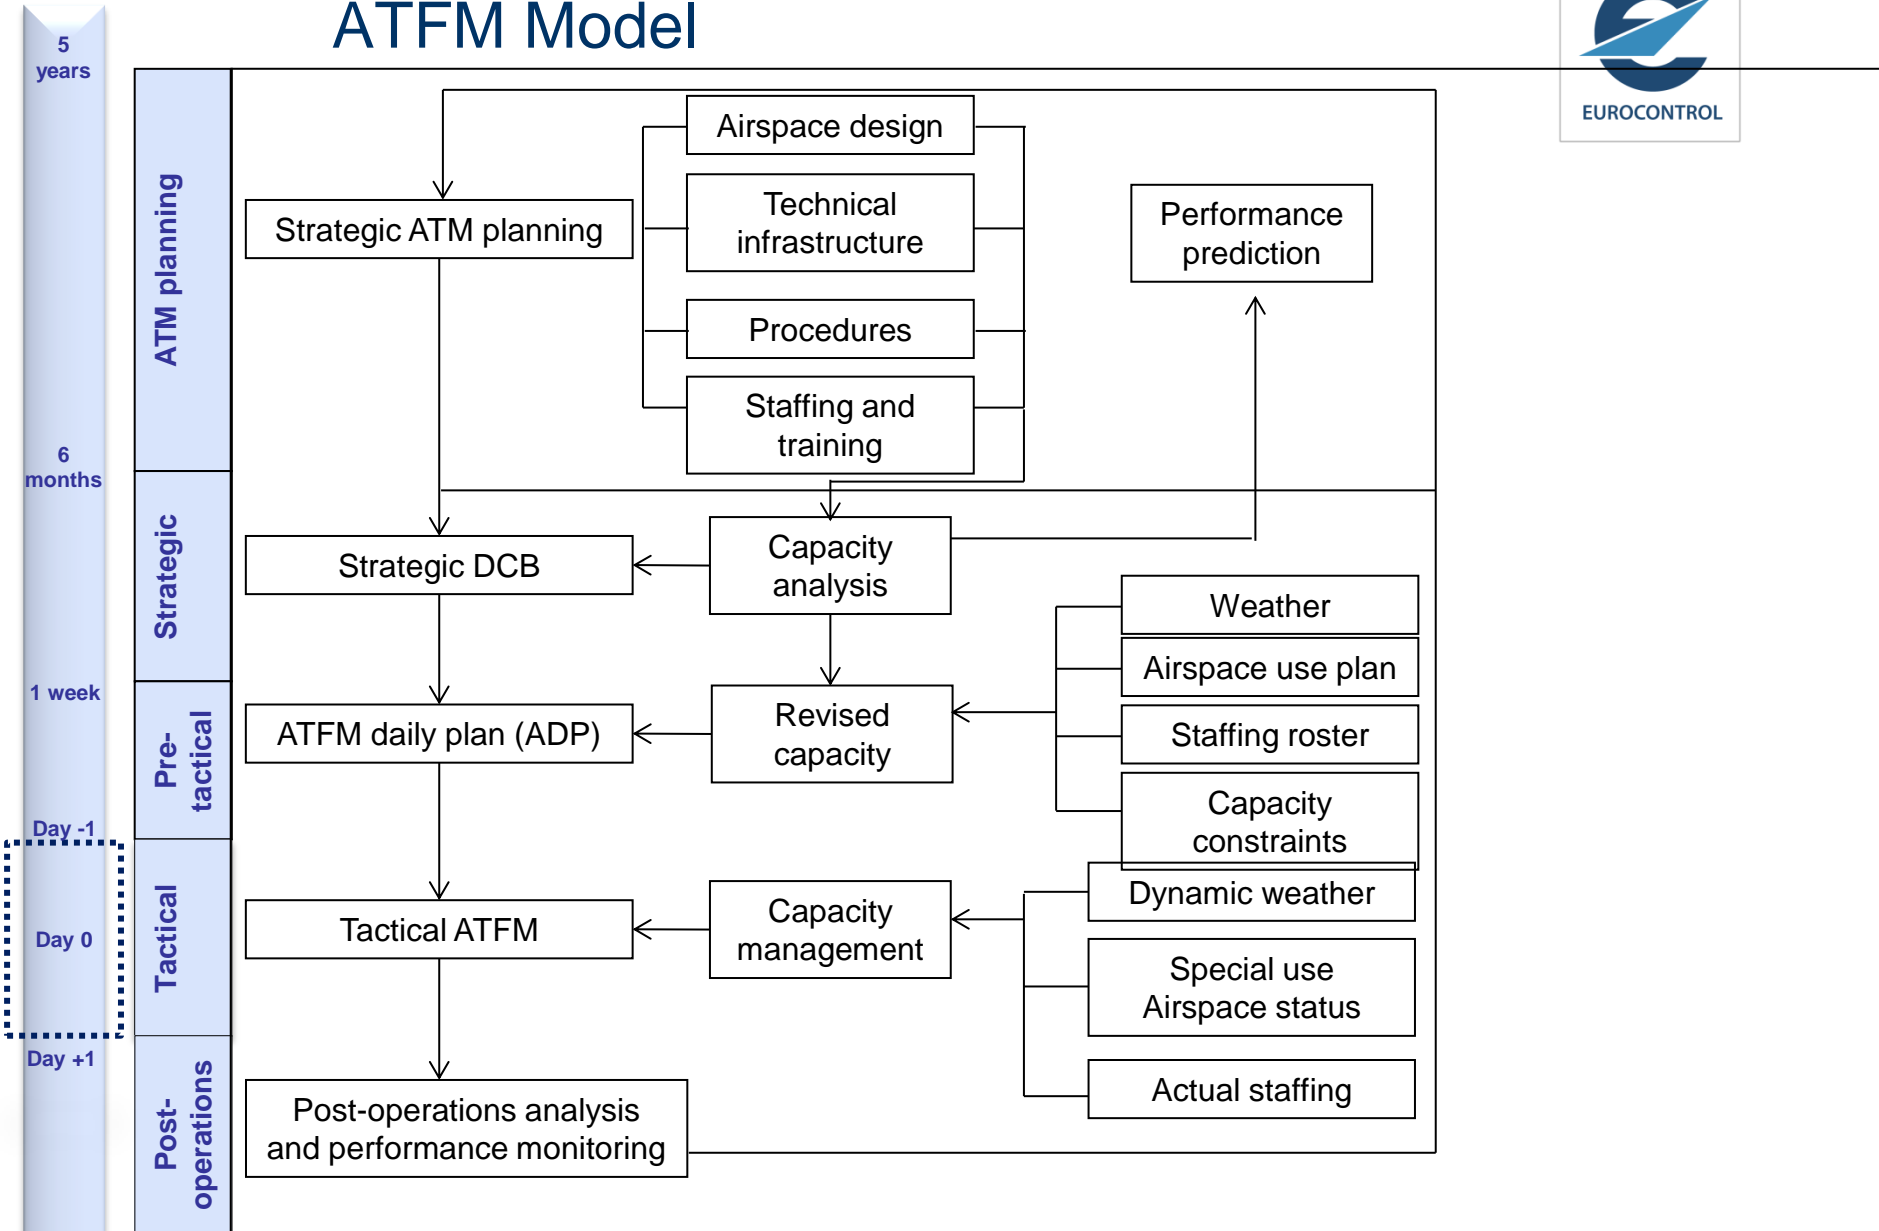 ATFM Model
EUROCONTROL
5
years
6
months
1 week
Day -1
Day 0
Day +1
ATM planning
Strategic
Pre-
tactical
Tactical
Post-
operations
Airspace design
Technical
infrastructure
Procedures
Staffing and
training
Strategic ATM planning
Performance
prediction
Strategic DCB
Capacity
analysis
Weather
Airspace use plan
Staffing roster
Capacity
constraints
ATFM daily plan (ADP)
Revised
capacity
Tactical ATFM
Capacity
management
Dynamic weather
Special use
Airspace status
Actual staffing
Post-operations analysis
and performance monitoring